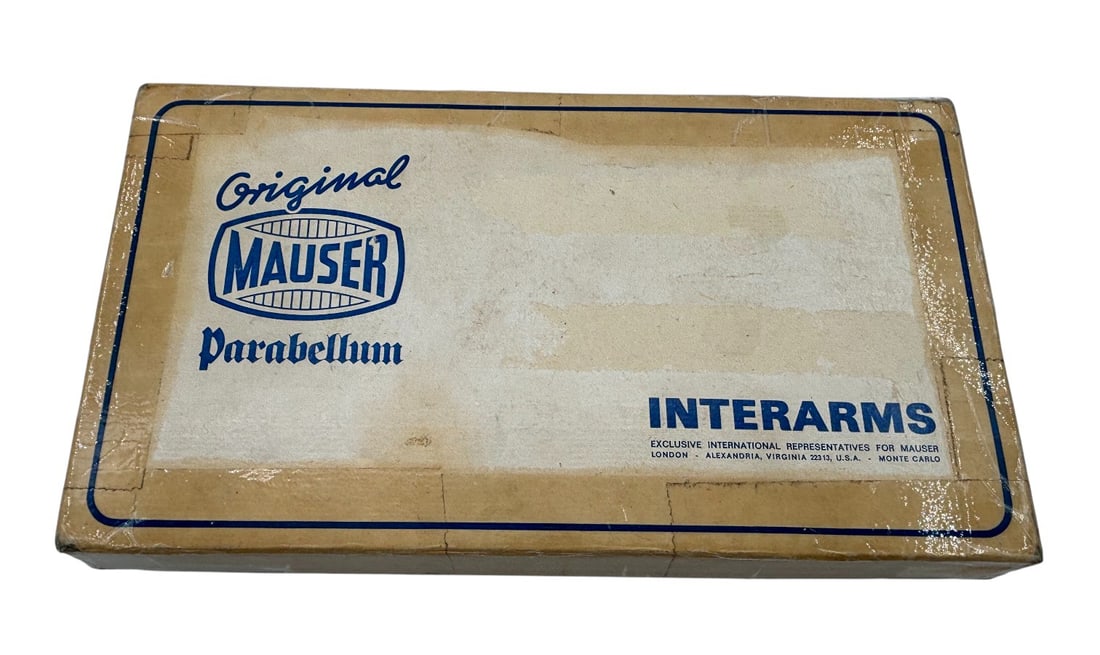 Original
MAUSER
Parabellum
INTERARMS
EXCLUSIVE INTERNATIONAL REPRESENTATIVES FOR MAUSER
LONDON - ALEXANDRIA, VIRGINIA 22313, U.S.A. - MONTE CARLO